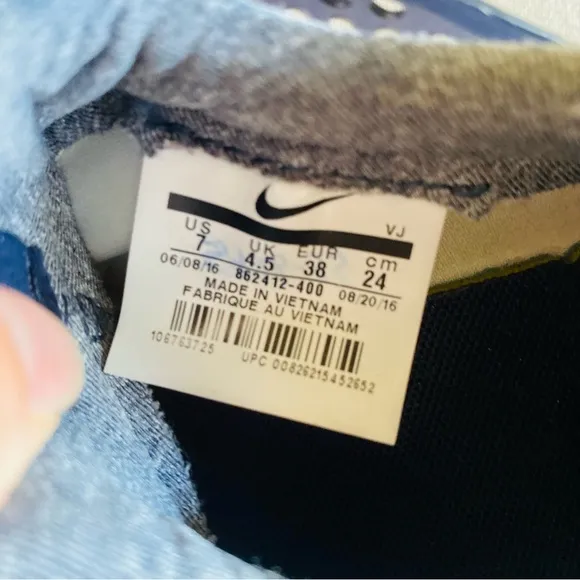 VJ
US UK EUR cm
7 4.5 38 24
06/08/16 862412-400 08/20/16
MADE IN VIETNAM
FABRIQUE AU VIETNAM
106763725 UPC 00826215452652